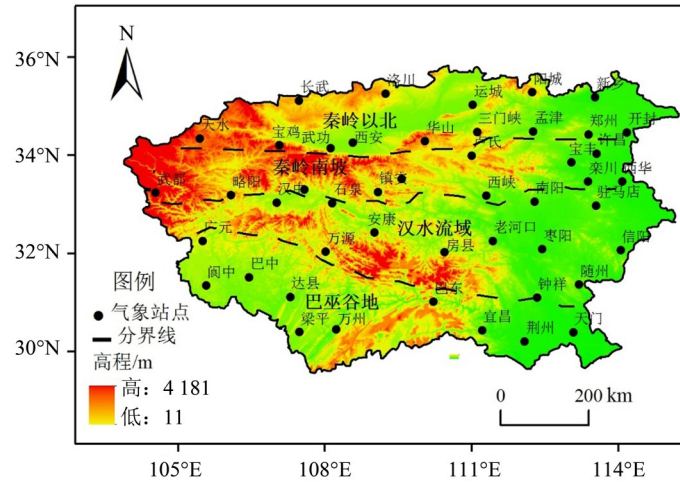 36°N
34°N
32°N
30°N
N
长武
洛川
运城
阳城
新乡
天水
宝鸡
武功
西安
秦岭以北
华山
三门峡
孟津
郑州
开封
卢氏
宝丰
许昌
秦岭南坡
武都
略阳
汉中
石泉
镇安
西峡
南阳
栾川
西华
驻马店
广元
万源
安康
汉水流域
房县
老河口
枣阳
信阳
阆中
巴中
达县
巴巫谷地
巴东
钟祥
随州
梁平
万州
宜昌
荆州
天门
图例
气象站点
分界线
高程/m
高：4 181
低：11
0 200 km
105°E 108°E 111°E 114°E